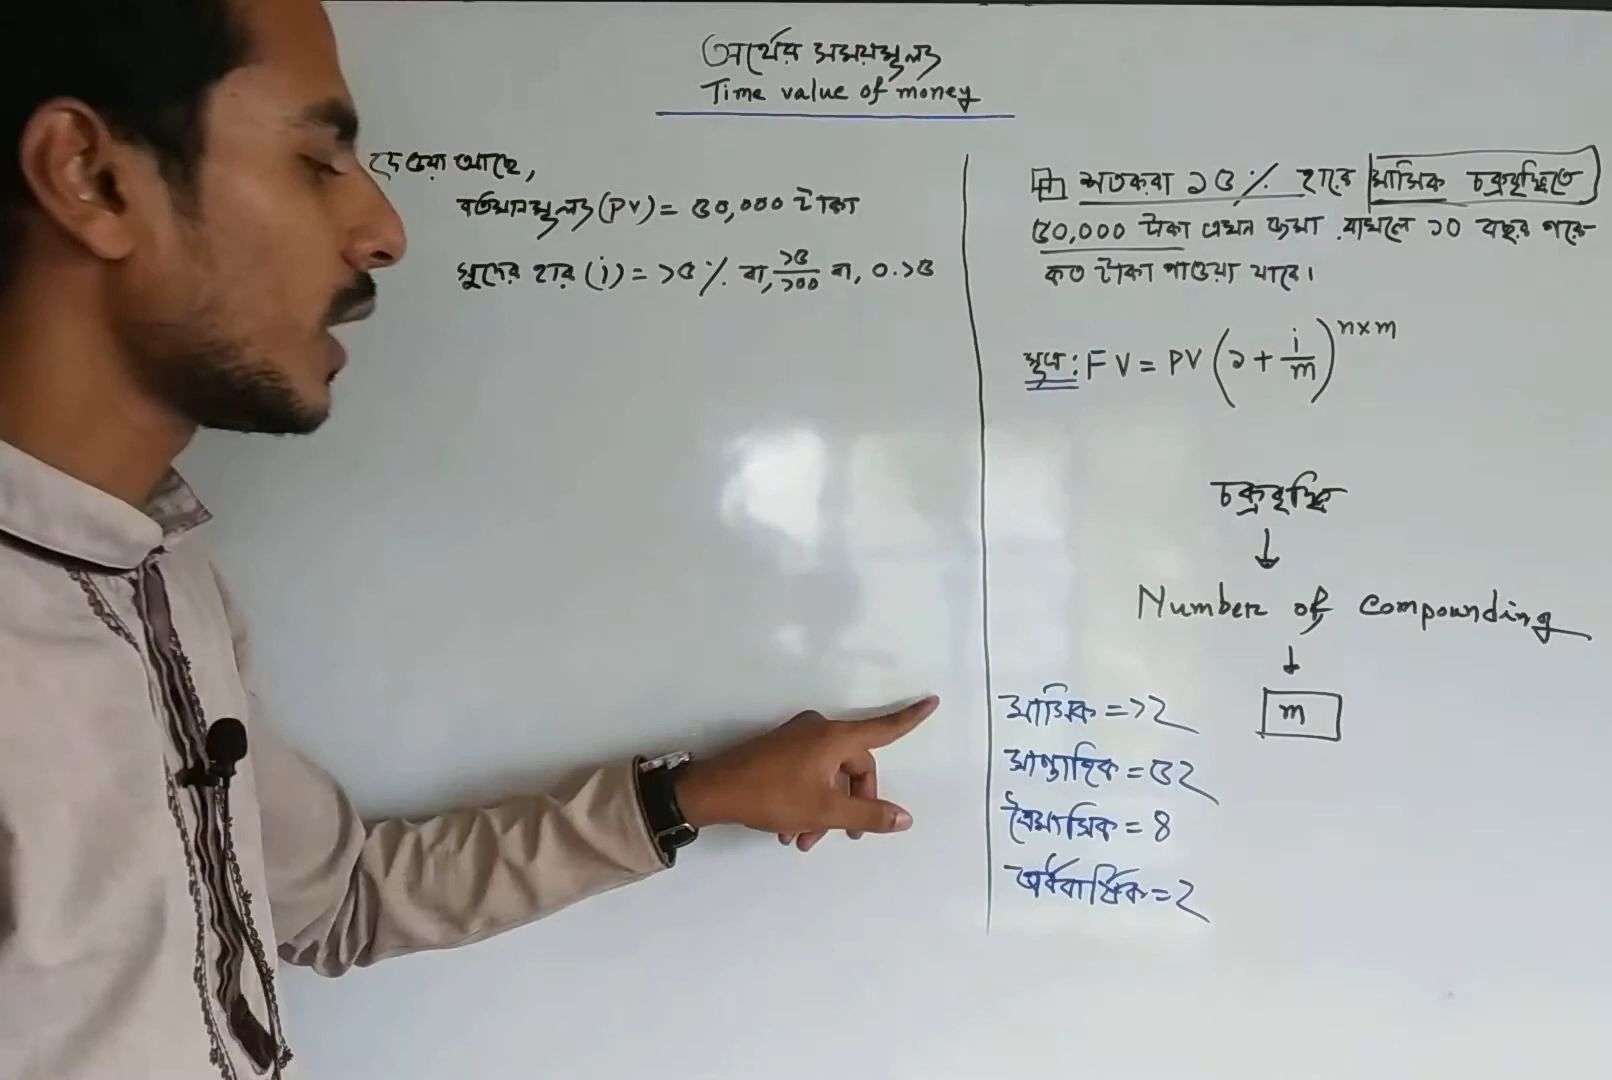 অর্থের সময়মূল্য
Time value of money
দেওয়া আছে,
বর্তমানমূল্য (PV) = ৫০,০০০ টাকা
সুদের হার (i) = ১৫% বা, ১৫/১০০ বা, ০.১৫
শতকরা ১৫% হারে মাসিক চক্রবৃদ্ধিতে
৫০,০০০ টাকা এখন জমা রাখলে ১০ বছর পরে
কত টাকা পাওয়া যাবে।
সূত্র: FV = PV (১ + i/m)^n×m
চক্রবৃদ্ধি
↓
Number of compounding
↓
m
মাসিক = ১২
সাপ্তাহিক = ৫২
ত্রৈমাসিক = ৪
অর্ধবার্ষিক = ২